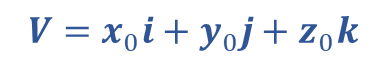 V = x₀i + y₀j + z₀k